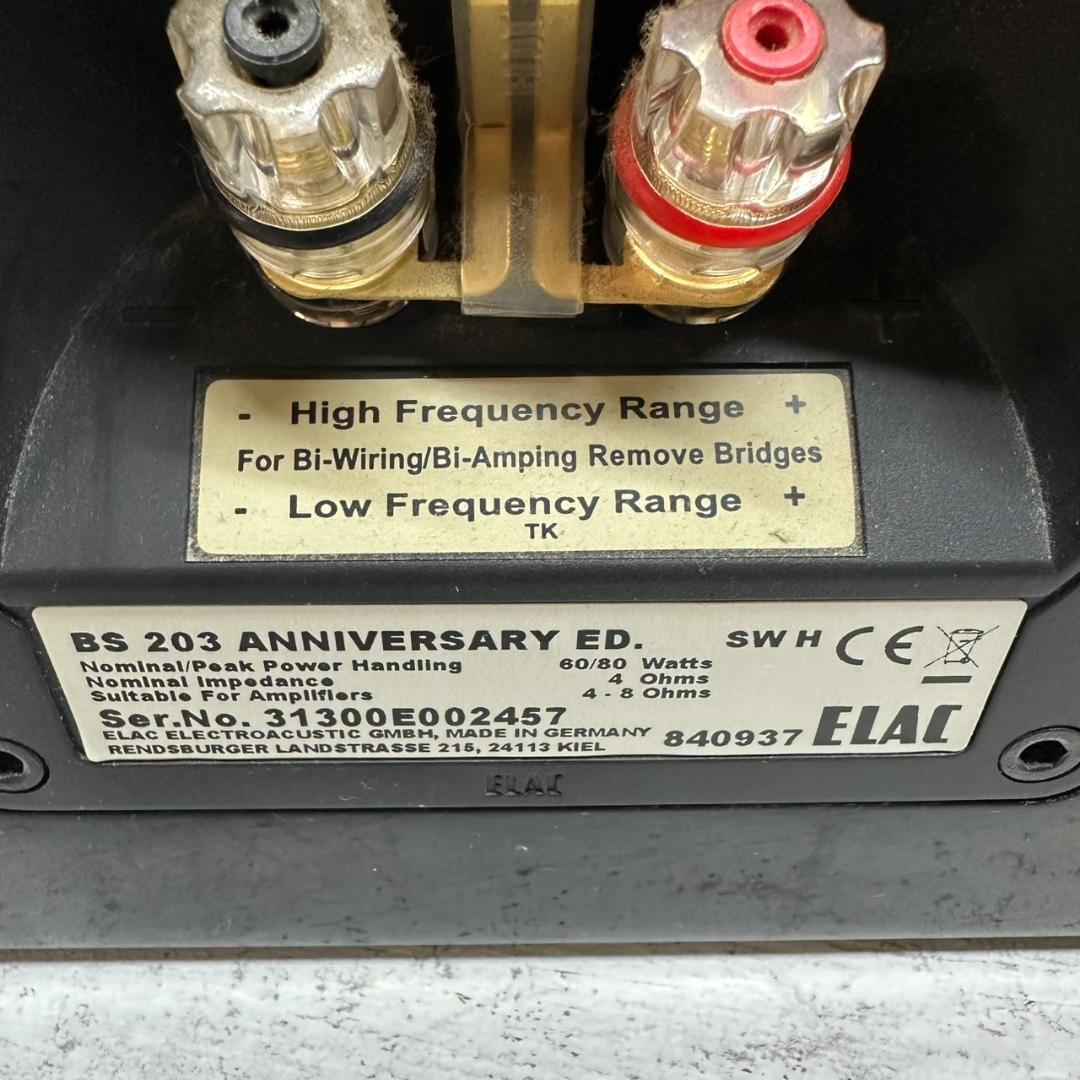 - High Frequency Range +
For Bi-Wiring/Bi-Amping Remove Bridges
- Low Frequency Range +
TK
BS 203 ANNIVERSARY ED. SW H CE
Nominal/Peak Power Handling 60/80 Watts
Nominal Impedance 4 Ohms
Suitable For Amplifiers 4 - 8 Ohms
Ser.No. 31300E002457
ELAC ELECTROACUSTIC GMBH, MADE IN GERMANY
RENDSBURGER LANDSTRASSE 215, 24113 KIEL
840937 ELAC
ELAC